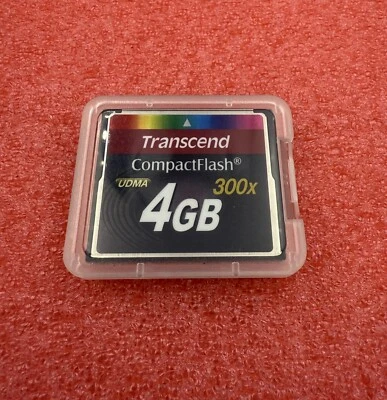 Transcend
CompactFlash®
UDMA 300x
4GB